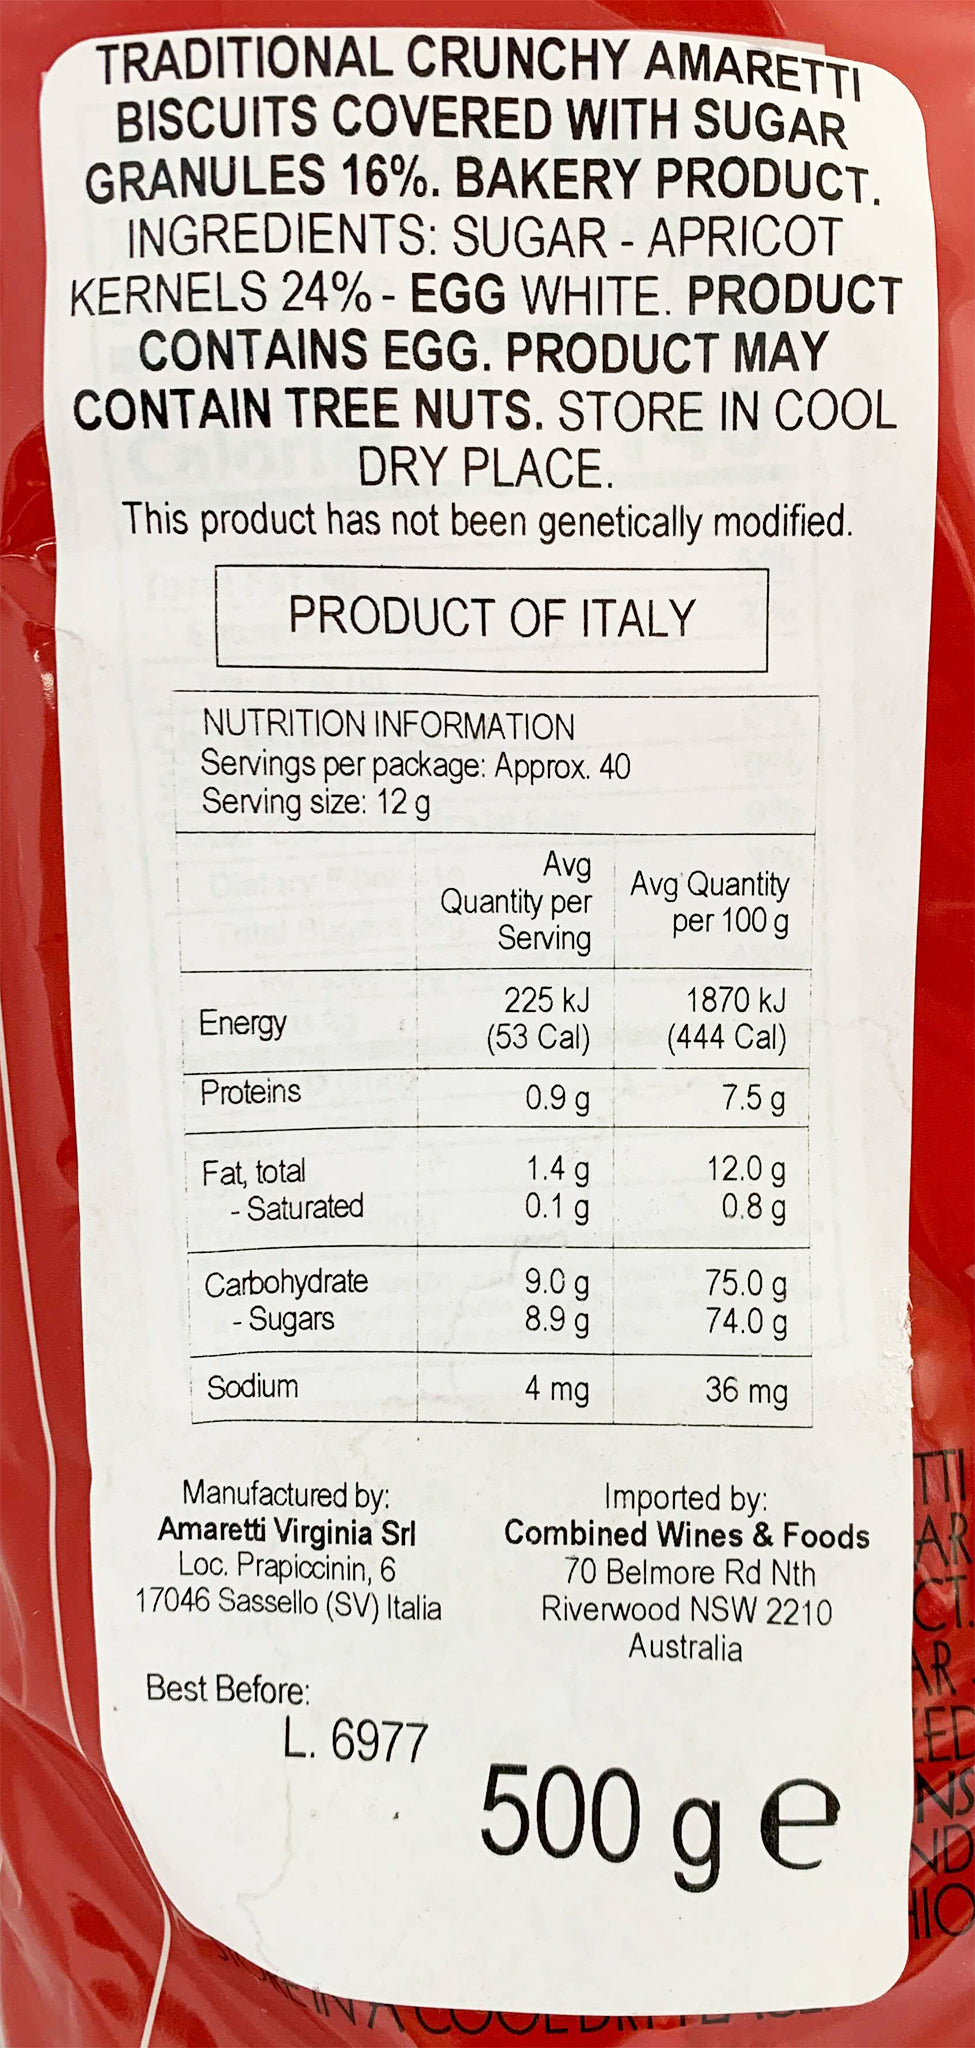 TRADITIONAL CRUNCHY AMARETTI
BISCUITS COVERED WITH SUGAR
GRANULES 16%. BAKERY PRODUCT.
INGREDIENTS: SUGAR - APRICOT
KERNELS 24% - EGG WHITE. PRODUCT
CONTAINS EGG. PRODUCT MAY
CONTAIN TREE NUTS. STORE IN COOL
DRY PLACE.
This product has not been genetically modified.
PRODUCT OF ITALY
NUTRITION INFORMATION
Servings per package: Approx. 40
Serving size: 12 g
Avg Quantity per Serving Avg Quantity per 100 g
Energy 225 kJ 1870 kJ
(53 Cal) (444 Cal)
Proteins 0.9 g 7.5 g
Fat, total 1.4 g 12.0 g
- Saturated 0.1 g 0.8 g
Carbohydrate 9.0 g 75.0 g
- Sugars 8.9 g 74.0 g
Sodium 4 mg 36 mg
Manufactured by:
Amaretti Virginia Srl
Loc. Prapiccinin, 6
17046 Sassello (SV) Italia
Imported by:
Combined Wines & Foods
70 Belmore Rd Nth
Riverwood NSW 2210
Australia
Best Before:
L. 6977
500 g e